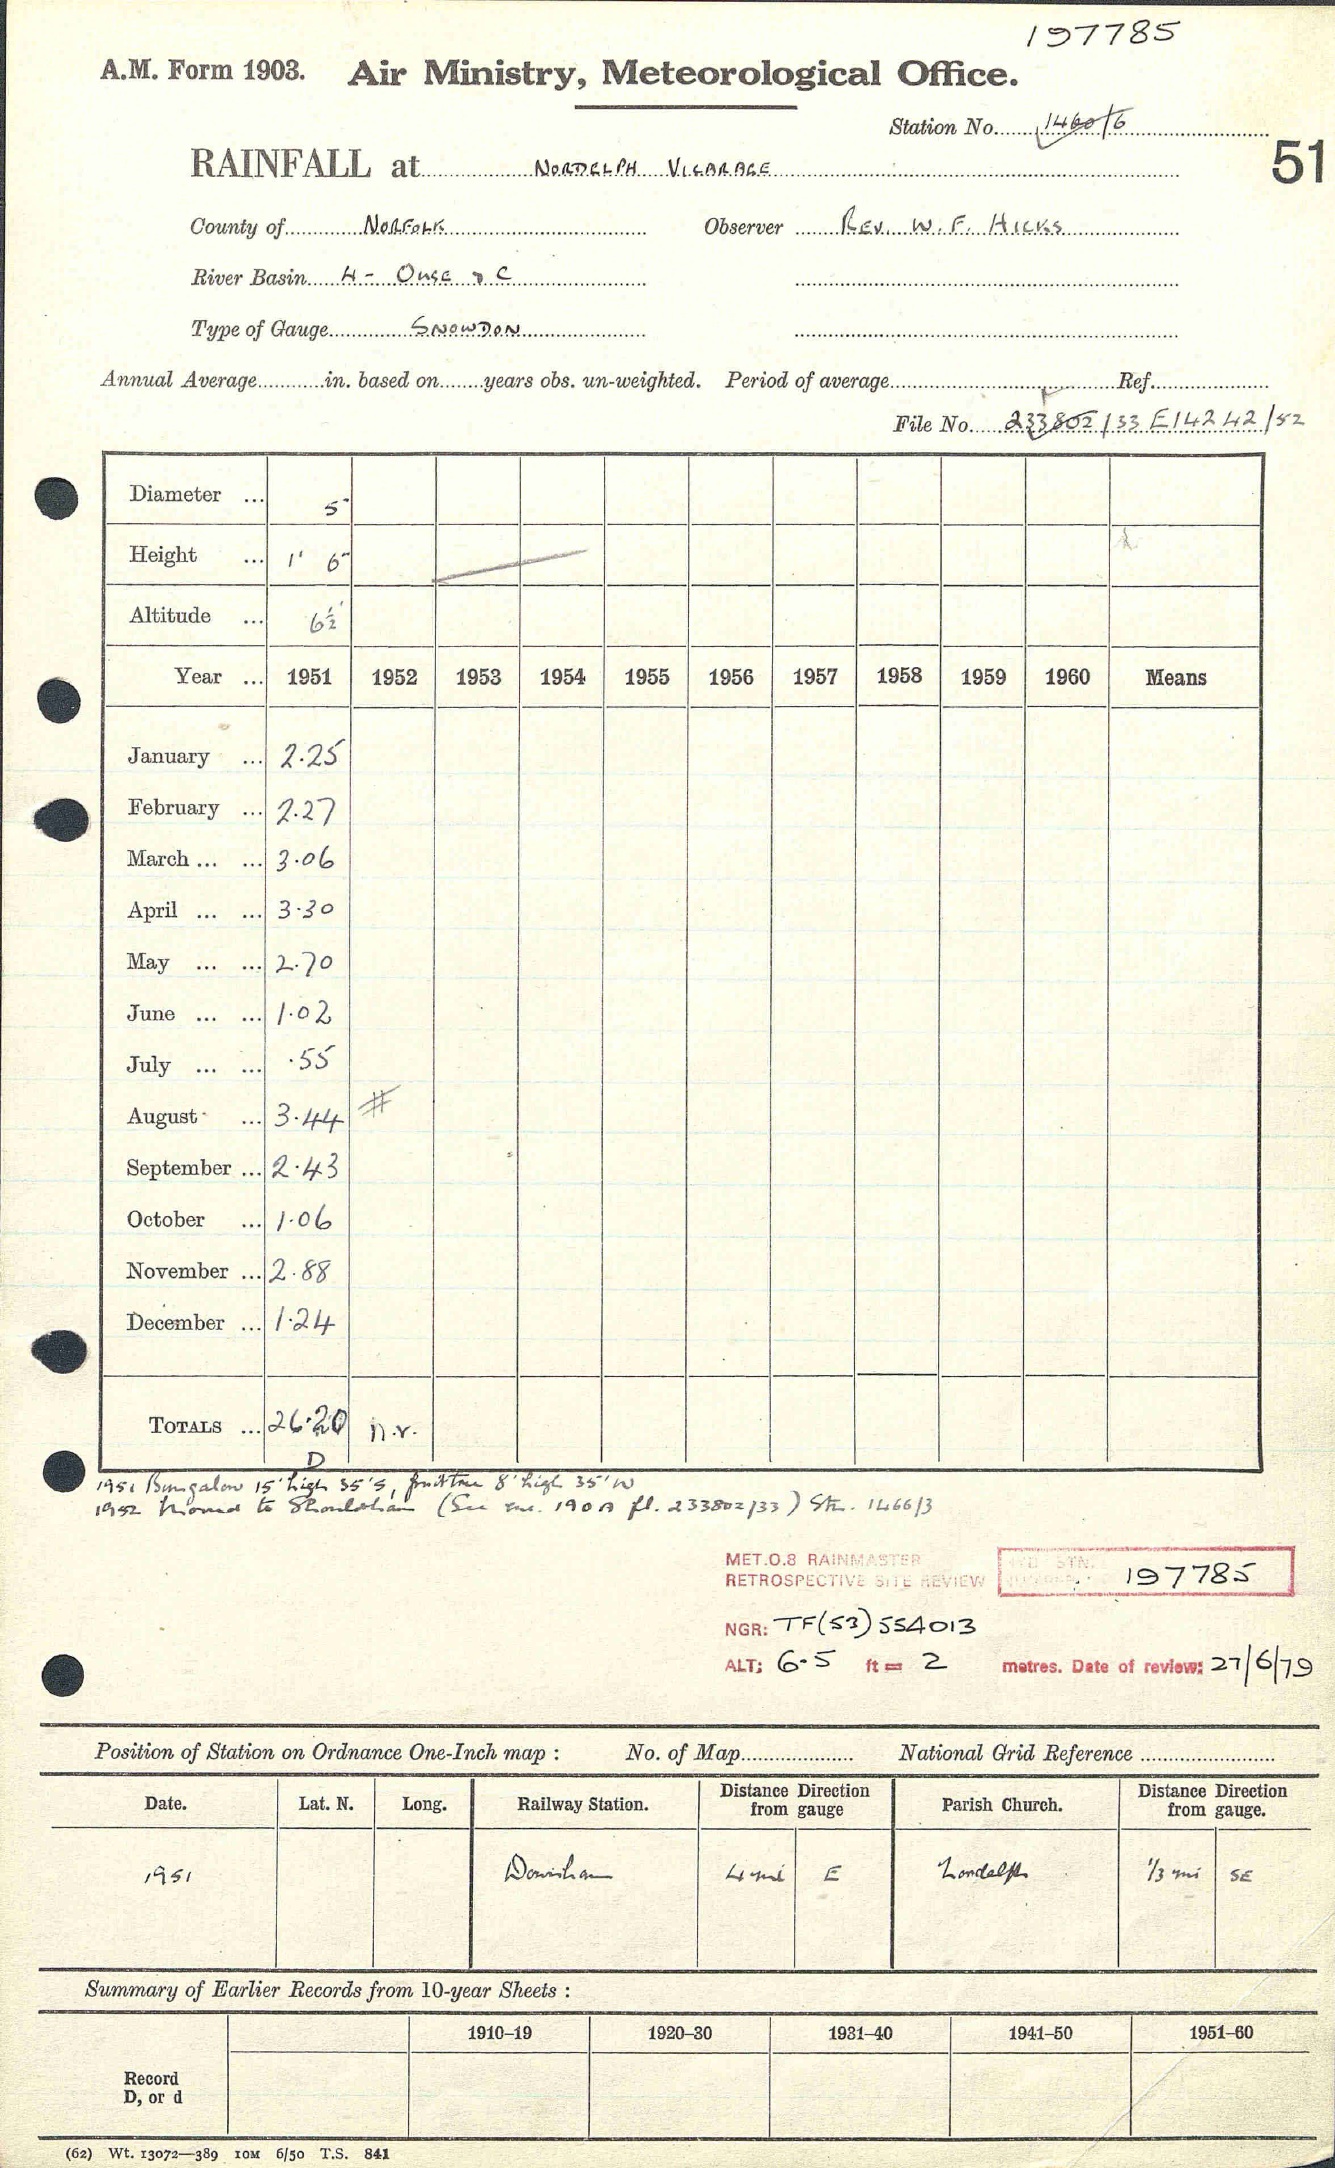 197785
A.M. Form 1903. Air Ministry, Meteorological Office.
Station No. 1460/6
51
RAINFALL at NORDELPH VICARAGE
County of NORFOLK Observer REV. W. F. HICKS
River Basin 4 - OUSE & C
Type of Gauge SNOWDON
Annual Average in. based on years obs. un-weighted. Period of average Ref.
File No. 233802/33 E14242/52
Diameter ... 5"
Height ... 1' 6"
Altitude ... 6½'
Year ... 1951 1952 1953 1954 1955 1956 1957 1958 1959 1960 Means
January ... 2.25
February ... 2.27
March ... ... 3.06
April ... ... 3.30
May ... ... 2.70
June ... ... 1.02
July ... ... .55
August ... 3.44 #
September ... 2.43
October ... 1.06
November ... 2.88
December ... 1.24
TOTALS ... 26.20 n.r.
D
1951 Bungalow 15' high 35' S, fruit tree 8' high 35' W
1952 Moved to Shouldham (See enc. 190A fl. 233802/33) Stn. 1466/3
MET.O.8 RAINMASTER
RETROSPECTIVE SITE REVIEW
STN. 197785
NGR: TF(53)554013
ALT: 6.5 ft = 2 metres. Date of review: 27/6/79
Position of Station on Ordnance One-Inch map : No. of Map National Grid Reference
Date. Lat. N. Long. Railway Station. Distance Direction from gauge Parish Church. Distance Direction from gauge.
1951 Downham 4 mi E Nordelph 1/3 mi SE
Summary of Earlier Records from 10-year Sheets :
1910–19 1920–30 1931–40 1941–50 1951–60
Record
D, or d
(62) Wt. 13072—389 10M 6/50 T.S. 841